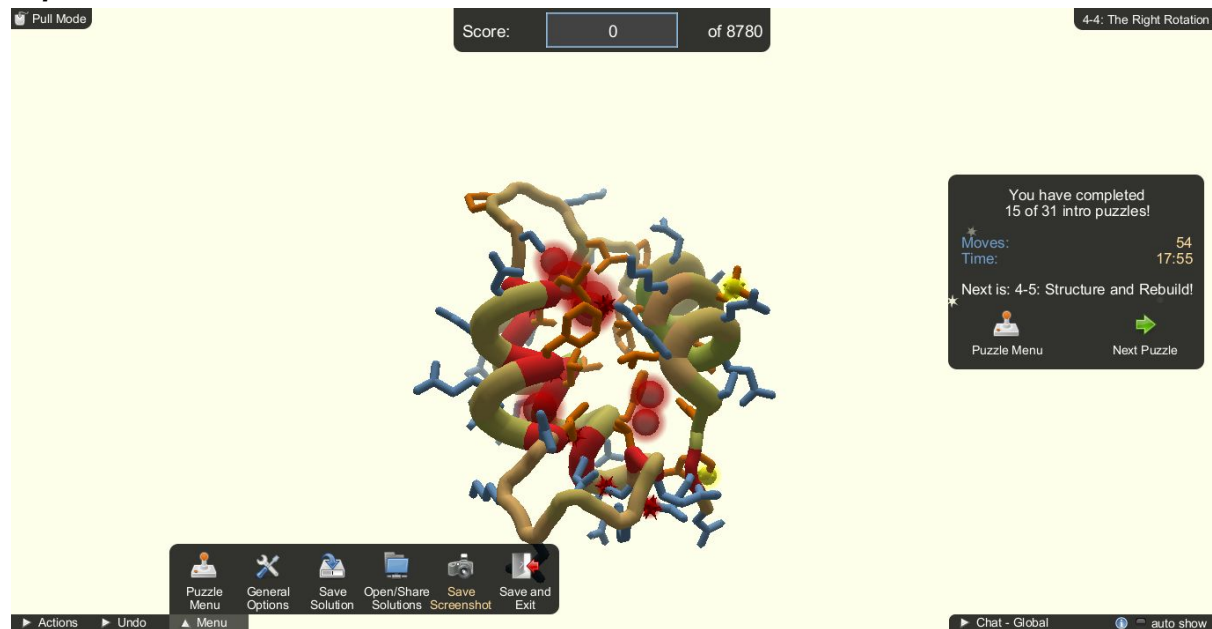 Pull Mode
Score: 0 of 8780
4-4: The Right Rotation
You have completed
15 of 31 intro puzzles!
Moves: 54
Time: 17:55
Next is: 4-5: Structure and Rebuild!
Puzzle Menu
Next Puzzle
Puzzle
Menu
General
Options
Save
Solution
Open/Share
Solutions
Save
Screenshot
Save and
Exit
Actions
Undo
Menu
Chat - Global
auto show